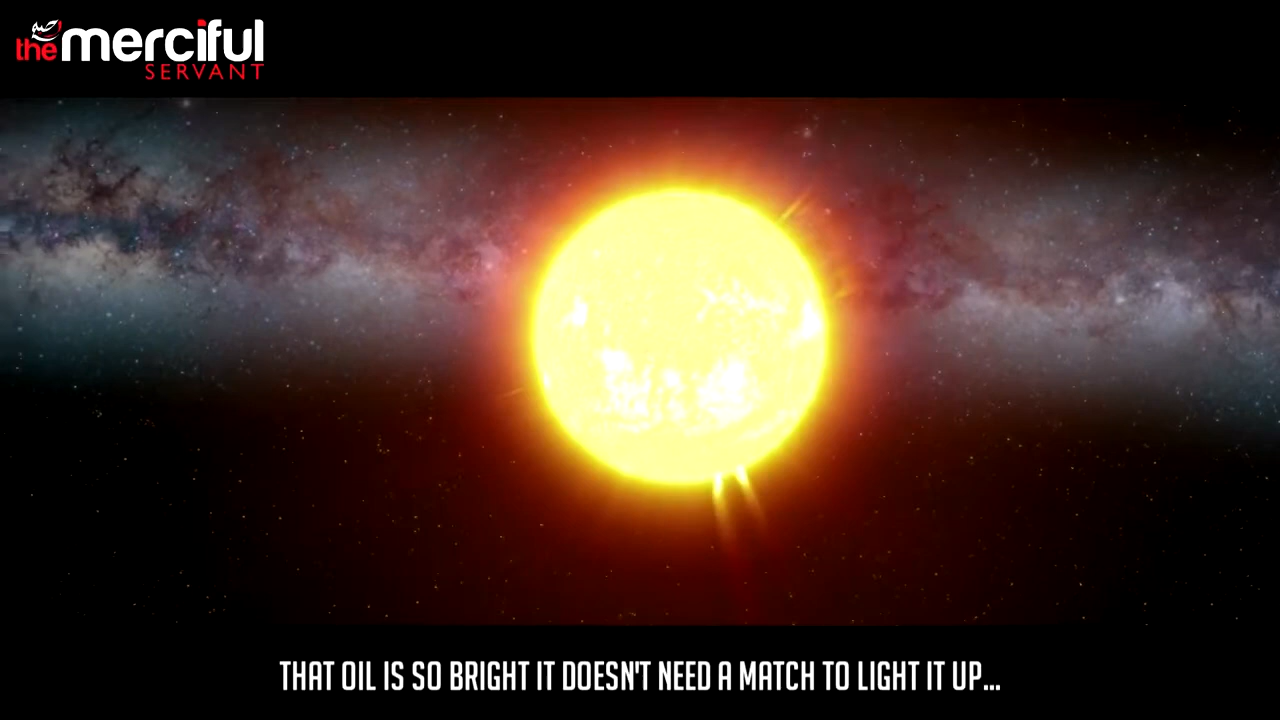 the merciful
SERVANT
THAT OIL IS SO BRIGHT IT DOESN'T NEED A MATCH TO LIGHT IT UP...